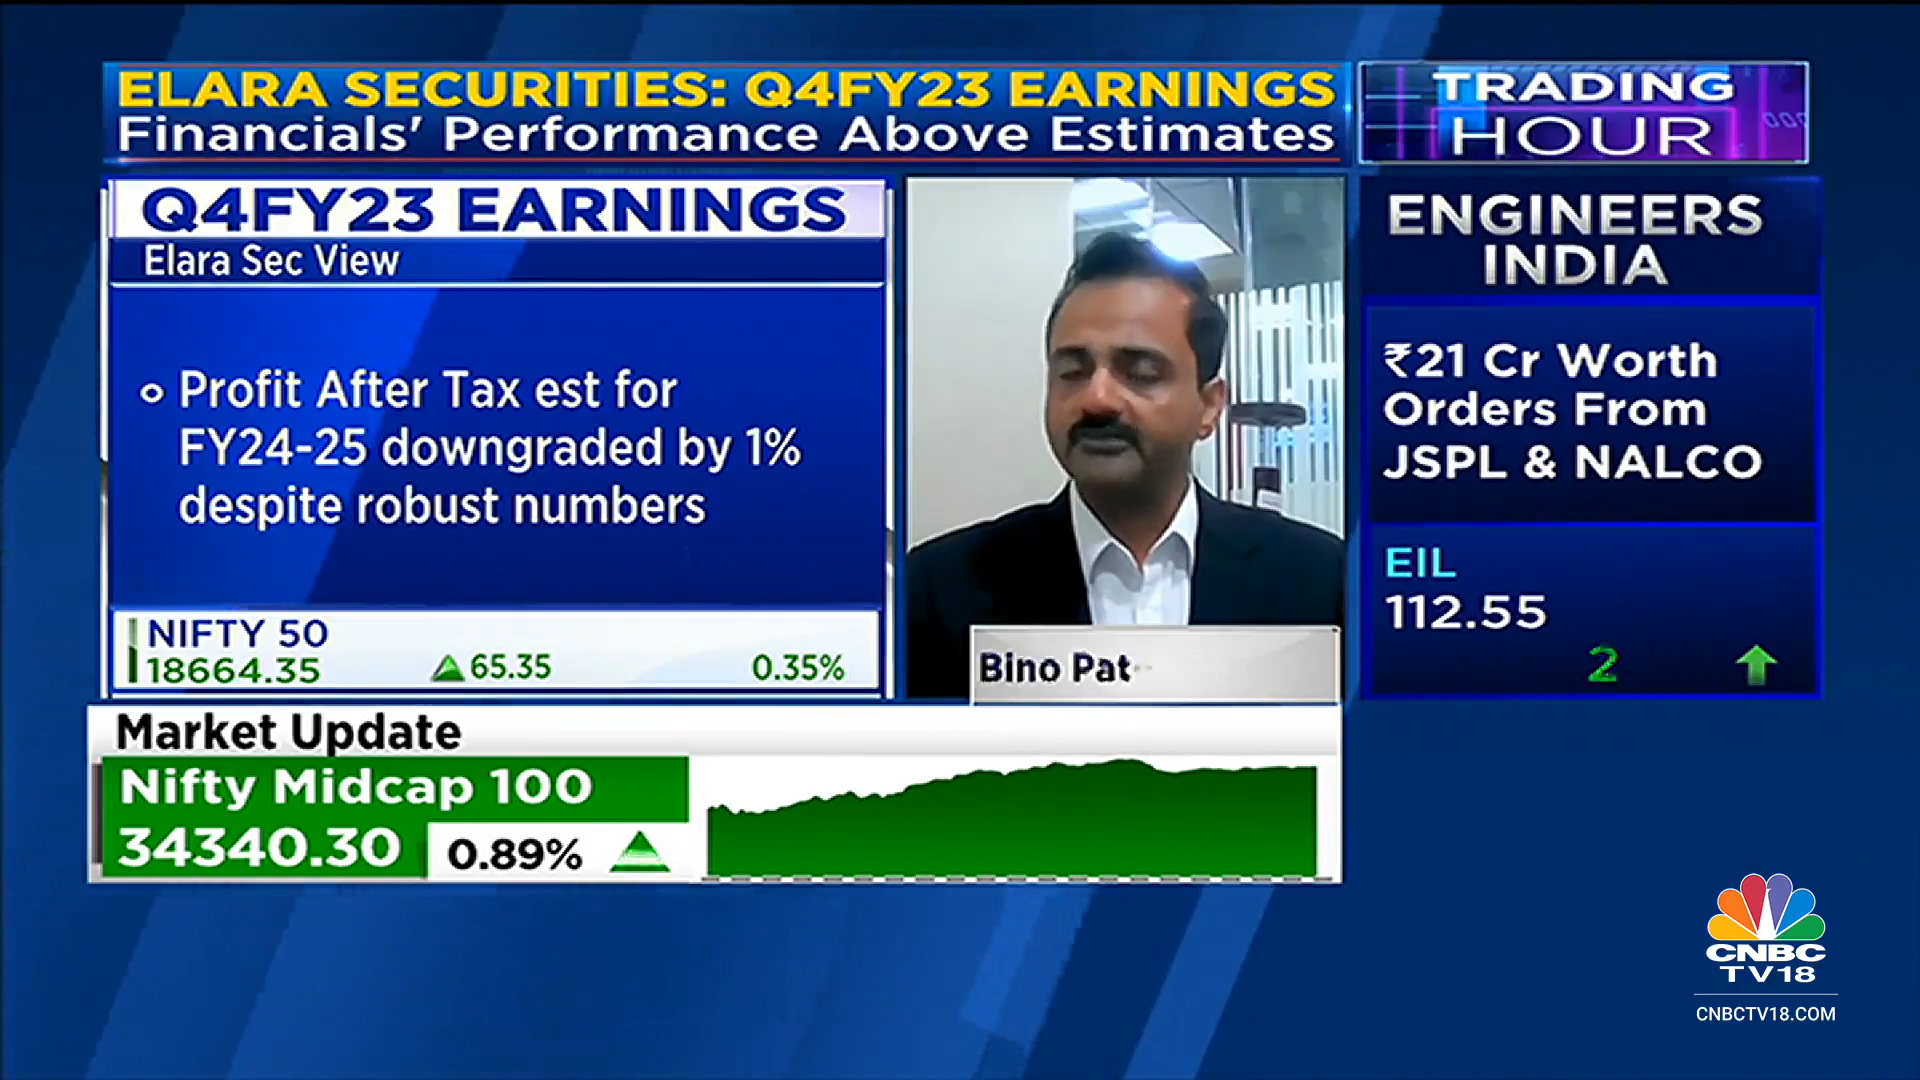 ELARA SECURITIES: Q4FY23 EARNINGS
Financials' Performance Above Estimates
TRADING
HOUR
Q4FY23 EARNINGS
Elara Sec View
Profit After Tax est for
FY24-25 downgraded by 1%
despite robust numbers
NIFTY 50
18664.35 65.35 0.35%
Bino Pat
ENGINEERS
INDIA
₹21 Cr Worth
Orders From
JSPL & NALCO
EIL
112.55
2
Market Update
Nifty Midcap 100
34340.30 0.89%
CNBC
TV18
CNBCTV18.COM